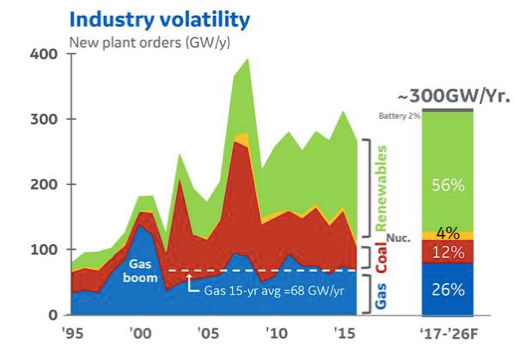 Industry volatility
New plant orders (GW/y)
400
300
200
100
0
'95
'00
'05
'10
'15
Gas
boom
Gas 15-yr avg =68 GW/yr
Renewables
Coal
Gas
Nuc.
~300GW/Yr.
Battery 2%
56%
4%
12%
26%
'17-'26F